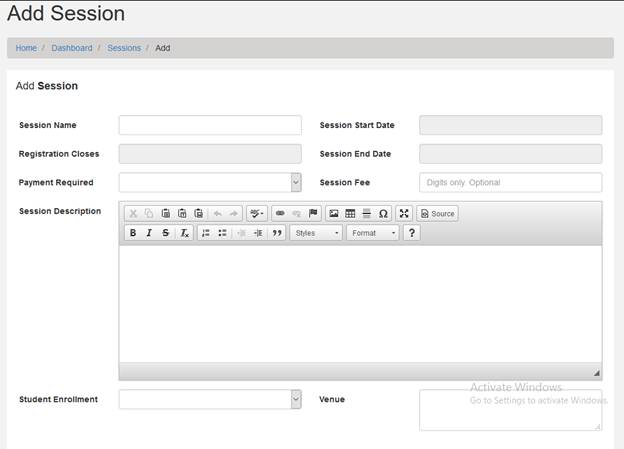 Add Session
Home / Dashboard / Sessions / Add
Add Session
Session Name
Session Start Date
Registration Closes
Session End Date
Payment Required
Session Fee
Digits only Optional
Session Description
ABC
Ω
Source
B I S Tx
Styles
Format
?
Student Enrollment
Venue
Activate Windows
Go to Settings to activate Windows.